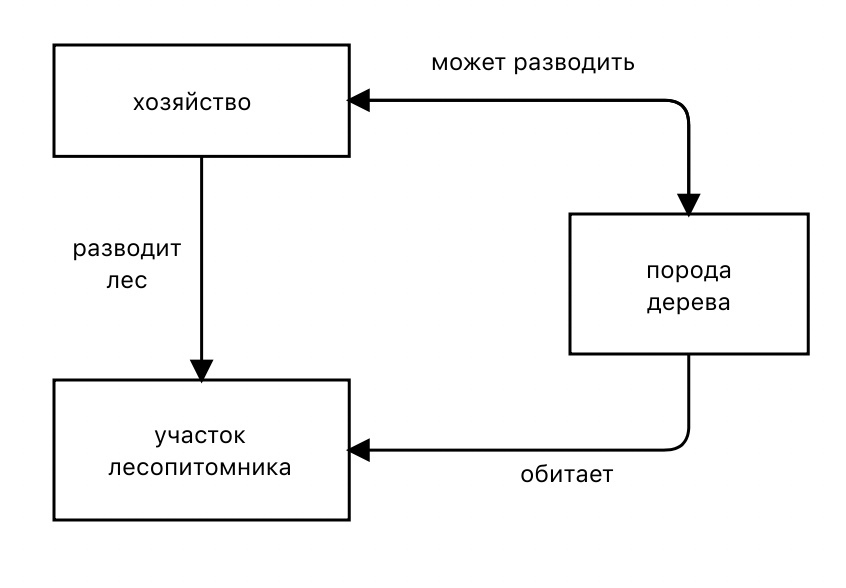 может разводить
хозяйство
разводит
лес
порода
дерева
участок
лесопитомника
обитает